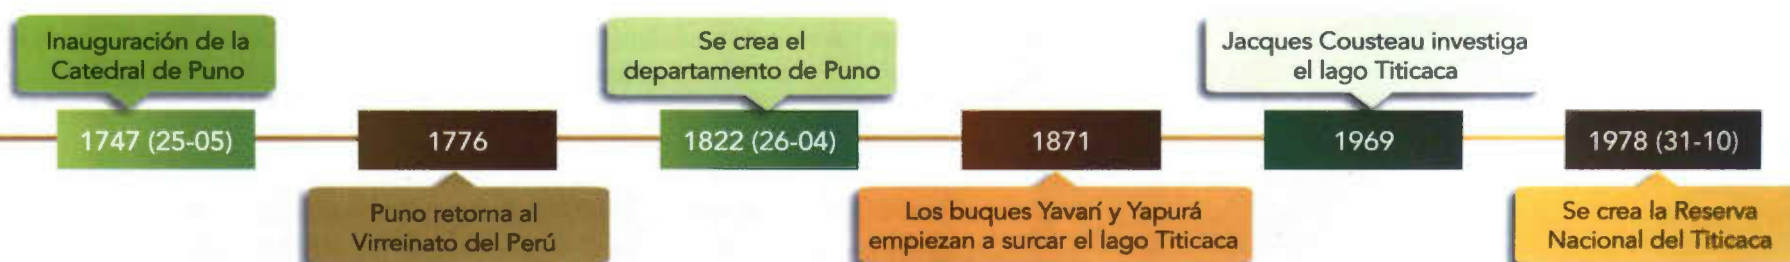 Inauguración de la
Catedral de Puno
1747 (25-05)
1776
Puno retorna al
Virreinato del Perú
Se crea el
departamento de Puno
1822 (26-04)
1871
Los buques Yavarí y Yapurá
empiezan a surcar el lago Titicaca
Jacques Cousteau investiga
el lago Titicaca
1969
1978 (31-10)
Se crea la Reserva
Nacional del Titicaca